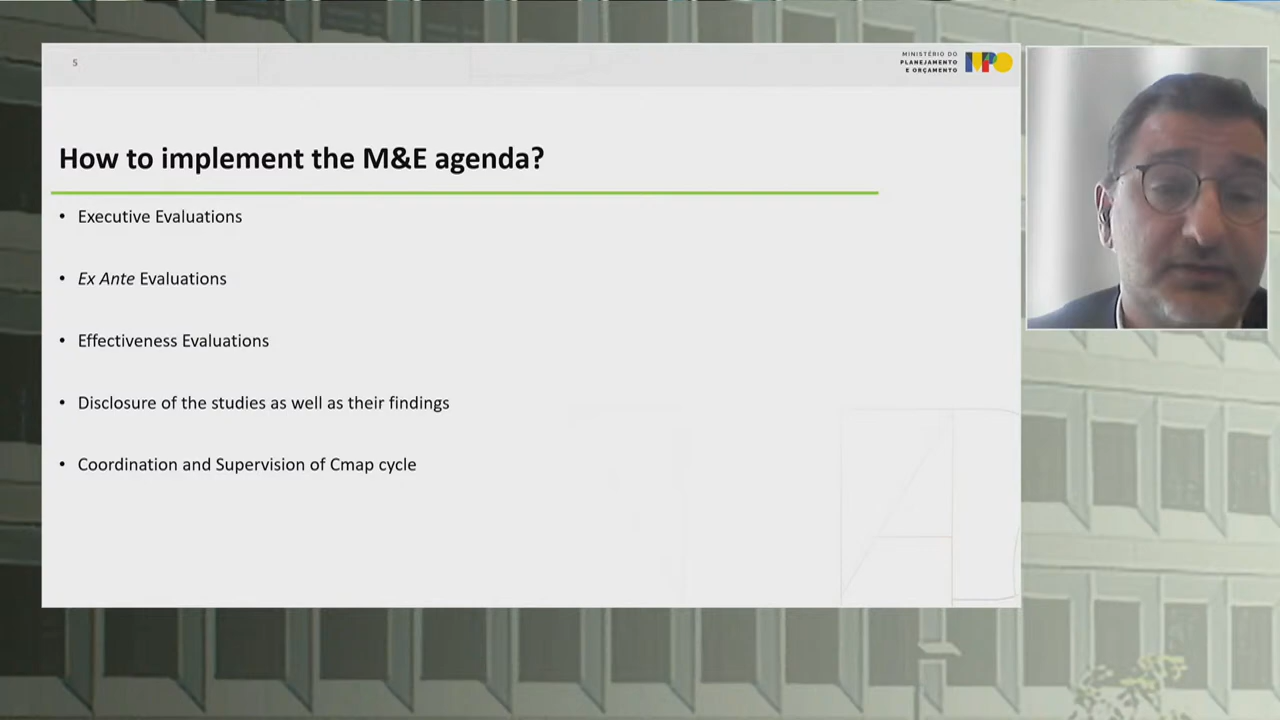 5
MINISTÉRIO DO
PLANEJAMENTO
E ORÇAMENTO
MPO
How to implement the M&E agenda?
• Executive Evaluations
• Ex Ante Evaluations
• Effectiveness Evaluations
• Disclosure of the studies as well as their findings
• Coordination and Supervision of Cmap cycle